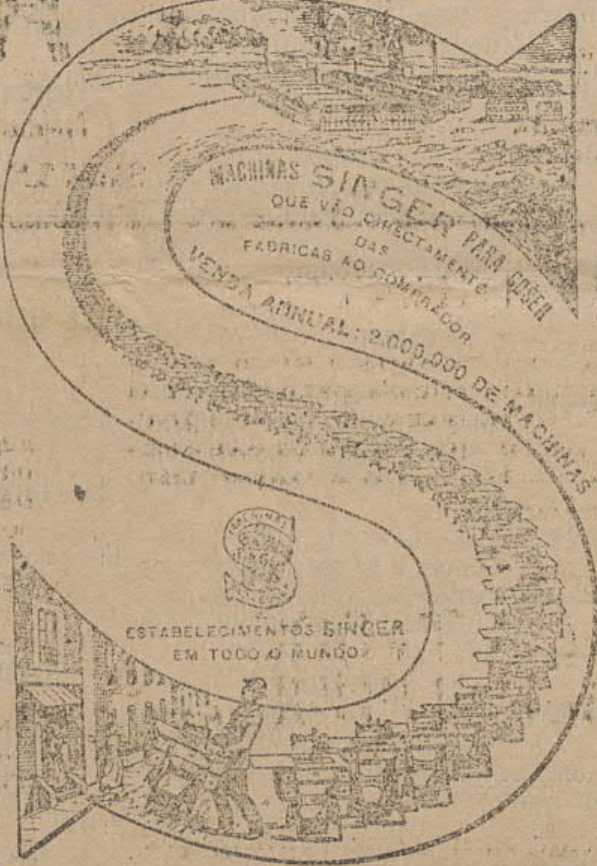 MACHINAS SINGER PARA COSER
QUE VÃO DIRECTAMENTE
DAS
FABRICAS AO COMPRADOR
VENDA ANNUAL: 2.000,000 DE MACHINAS
S
ESTABELECIMENTOS SINGER
EM TODO O MUNDO